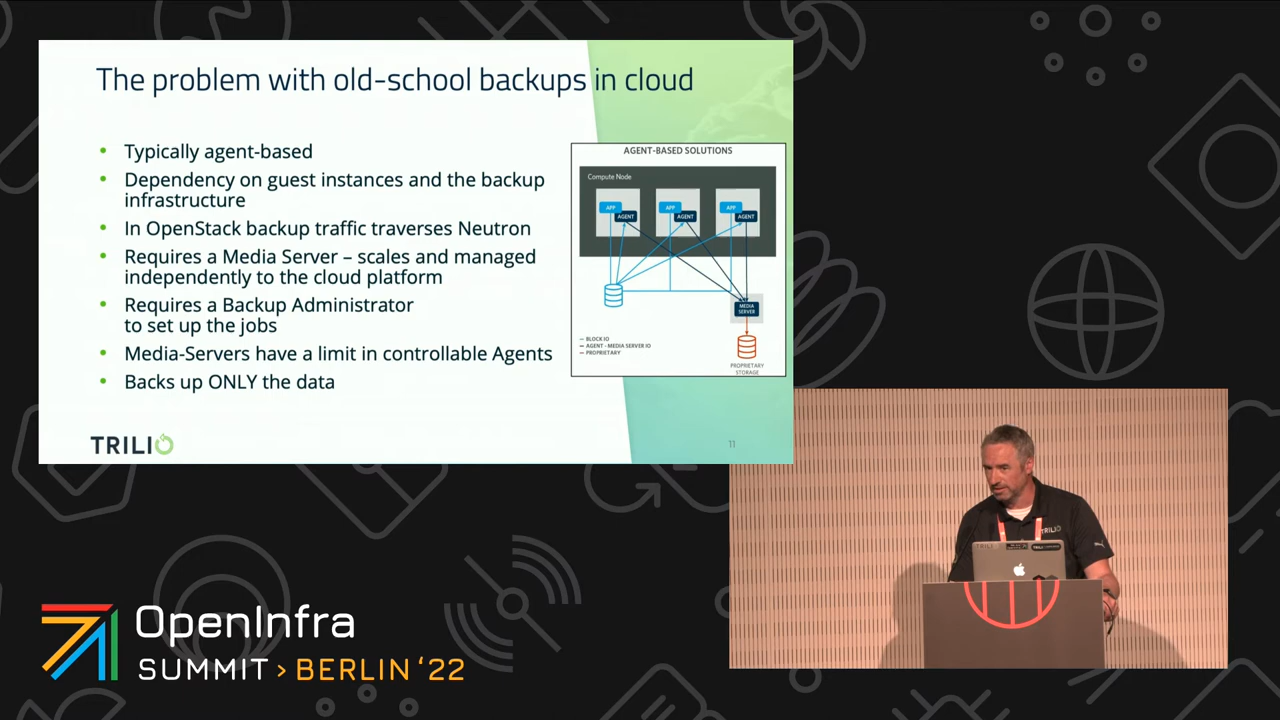 The problem with old-school backups in cloud
Typically agent-based
Dependency on guest instances and the backup
infrastructure
In OpenStack backup traffic traverses Neutron
Requires a Media Server – scales and managed
independently to the cloud platform
Requires a Backup Administrator
to set up the jobs
Media-Servers have a limit in controllable Agents
Backs up ONLY the data
AGENT-BASED SOLUTIONS
Compute Node
APP
AGENT
APP
AGENT
APP
AGENT
MEDIA
SERVER
BLOCK IO
AGENT - MEDIA SERVER IO
PROPRIETARY
PROPRIETARY
STORAGE
TRILIO
11
TRILIO
TRILIO
OpenInfra
SUMMIT > BERLIN '22